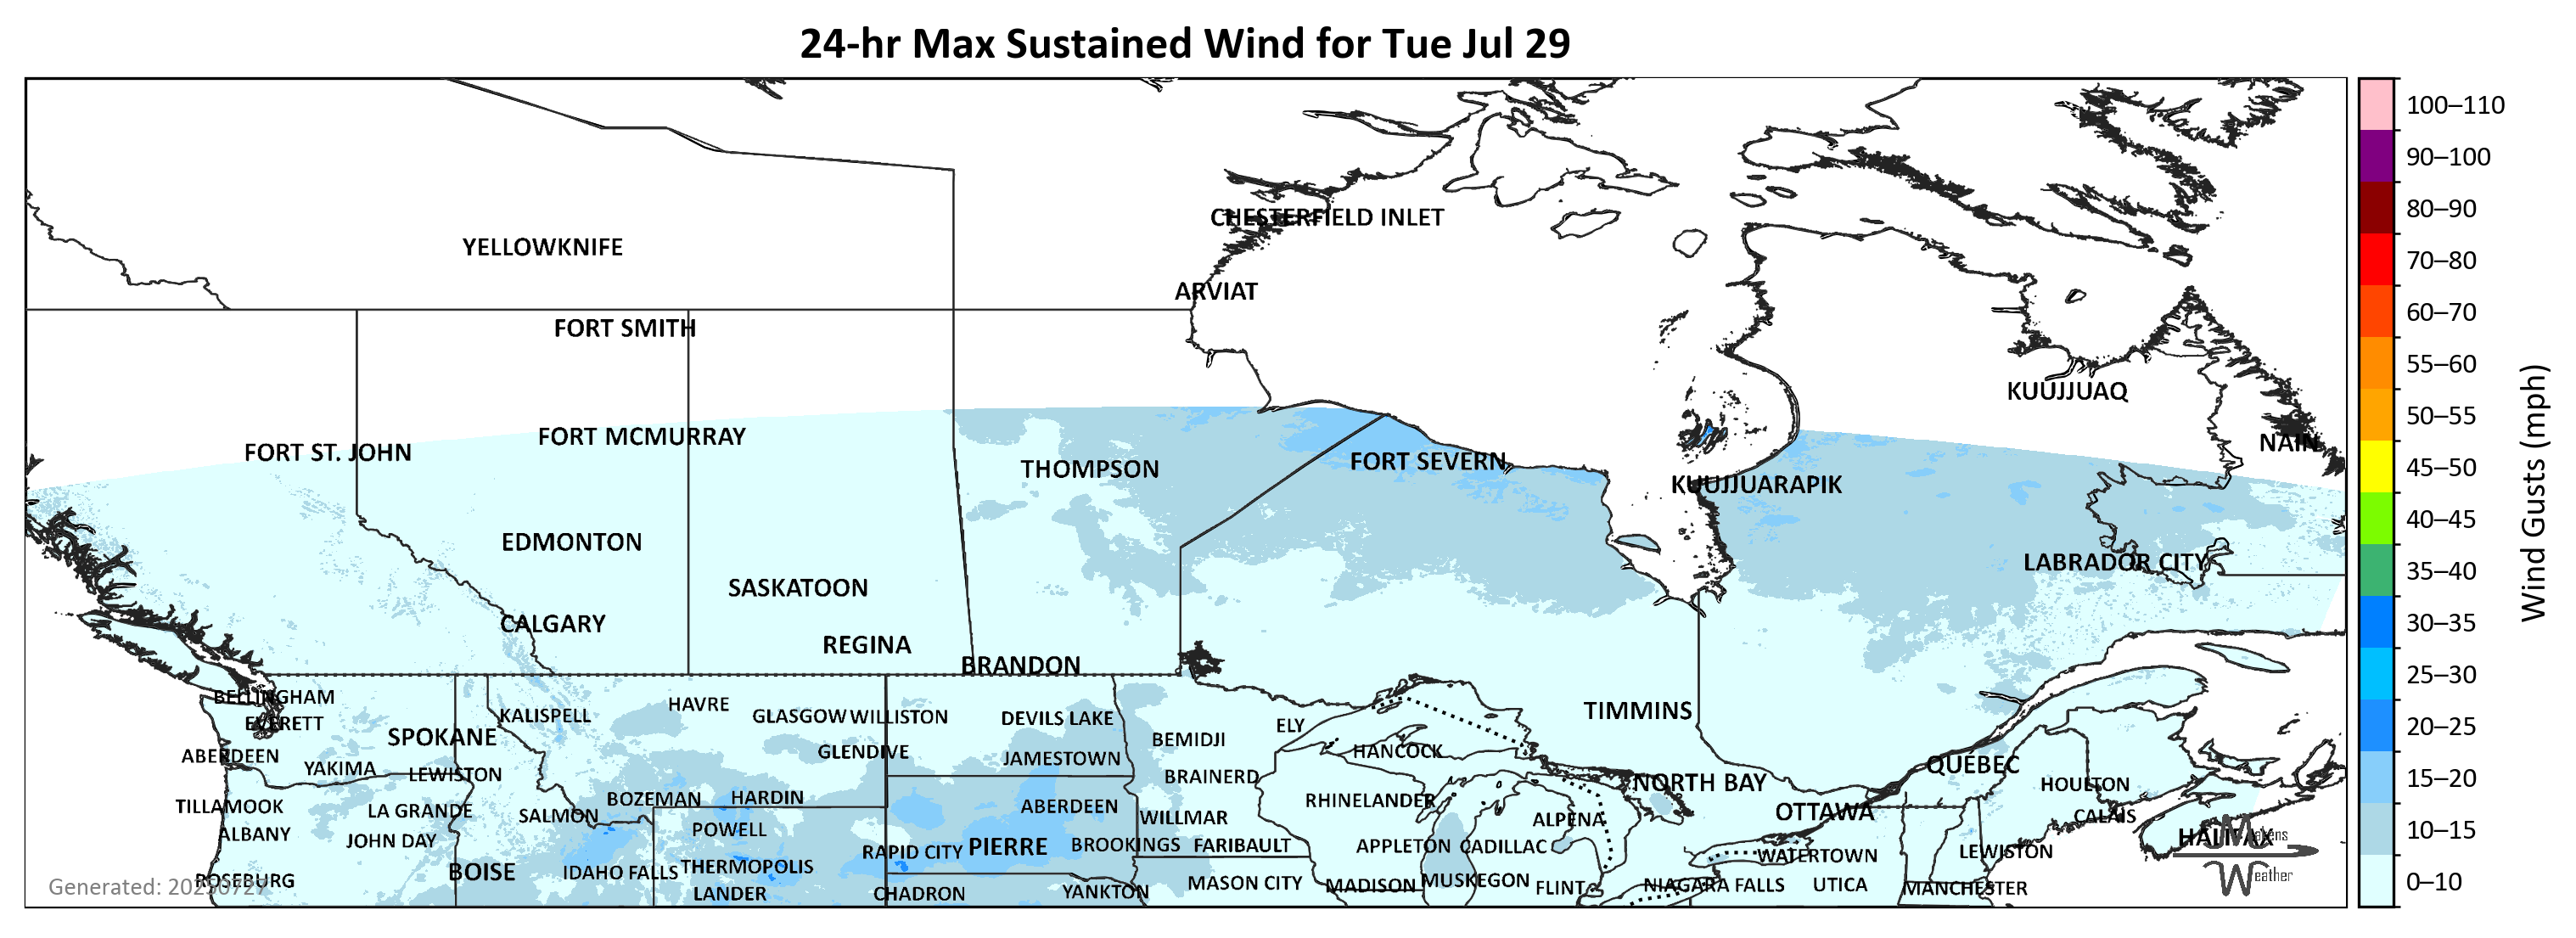 24-hr Max Sustained Wind for Tue Jul 29
100–110
90–100
80–90
70–80
60–70
55–60
50–55
45–50
40–45
35–40
30–35
25–30
20–25
15–20
10–15
0–10
Wind Gusts (mph)
CHESTERFIELD INLET
YELLOWKNIFE
ARVIAT
FORT SMITH
KUUJJUAQ
FORT MCMURRAY
NAIN
FORT ST. JOHN
FORT SEVERN
THOMPSON
KUUJJUARAPIK
EDMONTON
LABRADOR CITY
SASKATOON
CALGARY
REGINA
BRANDON
BELLINGHAM
HAVRE
TIMMINS
KALISPELL
GLASGOW
WILLISTON
DEVILS LAKE
EVERETT
ELY
SPOKANE
BEMIDJI
GLENDIVE
HANCOCK
ABERDEEN
JAMESTOWN
QUÉBEC
YAKIMA
LEWISTON
BRAINERD
NORTH BAY
HOULTON
BOZEMAN
HARDIN
RHINELANDER
TILLAMOOK
LA GRANDE
ABERDEEN
OTTAWA
SALMON
WILLMAR
CALAIS
ALPENA
POWELL
ALBANY
HALIFAX
Makens
Weather
JOHN DAY
PIERRE
BROOKINGS
FARIBAULT
APPLETON
CADILLAC
RAPID CITY
LEWISTON
WATERTOWN
THERMOPOLIS
BOISE
IDAHO FALLS
ROSEBURG
MUSKEGON
MASON CITY
MADISON
NIAGARA FALLS
UTICA
FLINT
MANCHESTER
Generated: 20250727
LANDER
CHADRON
YANKTON